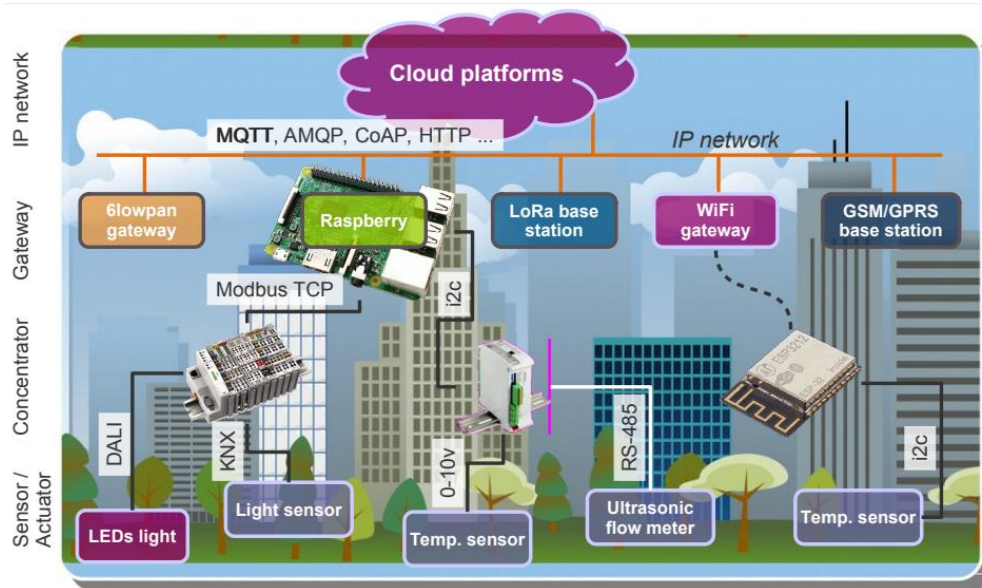 Cloud platforms
IP network
MQTT, AMQP, CoAP, HTTP ...
IP network
Gateway
6lowpan
gateway
Raspberry
LoRa base
station
WiFi
gateway
GSM/GPRS
base station
Modbus TCP
i2c
Concentrator
ESP3212
DALI
KNX
0-10v
RS-485
i2c
Sensor /
Actuator
LEDs light
Light sensor
Temp. sensor
Ultrasonic
flow meter
Temp. sensor